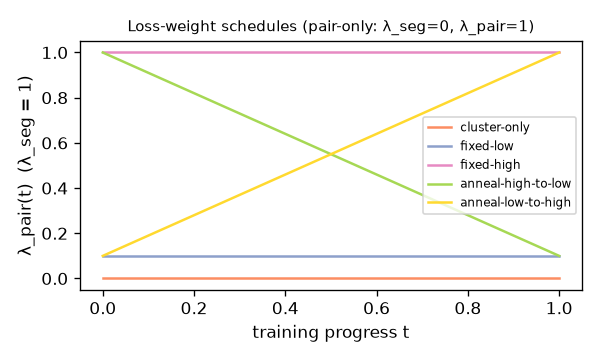 Loss-weight schedules (pair-only: λ_seg=0, λ_pair=1)
λ_pair(t) (λ_seg = 1)
1.0
0.8
0.6
0.4
0.2
0.0
cluster-only
fixed-low
fixed-high
anneal-high-to-low
anneal-low-to-high
0.0 0.2 0.4 0.6 0.8 1.0
training progress t